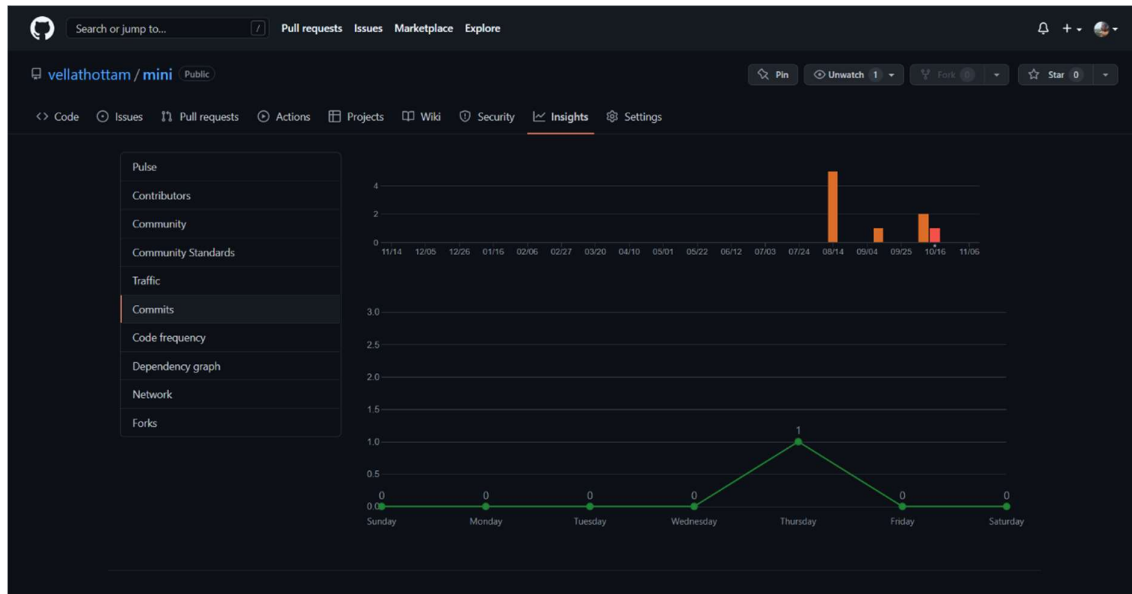 Search or jump to... / Pull requests Issues Marketplace Explore
vellathottam / mini Public Pin Unwatch 1 Fork 0 Star 0
Code Issues Pull requests Actions Projects Wiki Security Insights Settings
Pulse
Contributors
Community
Community Standards
Traffic
Commits
Code frequency
Dependency graph
Network
Forks
4
2
0
11/14 12/05 12/26 01/16 02/06 02/27 03/20 04/10 05/01 05/22 06/12 07/03 07/24 08/14 09/04 09/25 10/16 11/06
3.0
2.5
2.0
1.5
1
1.0
0.5
0 0 0 0 0 0
0.0
Sunday Monday Tuesday Wednesday Thursday Friday Saturday